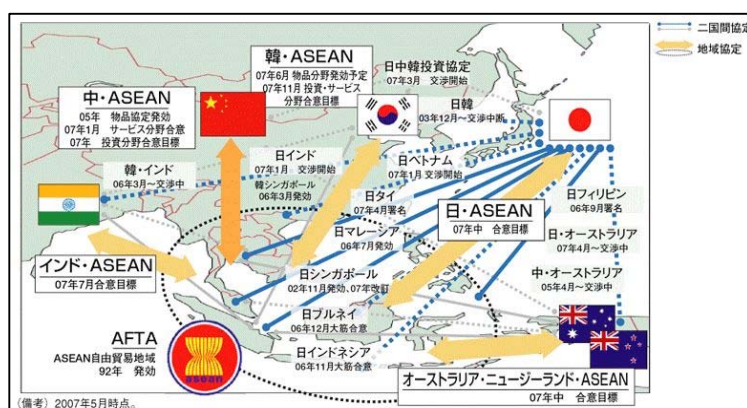 二国間協定
地域協定
韓・ASEAN
07年6月 物品分野発効予定
07年11月 投資・サービス
分野合意目標
日中韓投資協定
07年3月 交渉開始
中・ASEAN
05年 物品協定発効
07年1月 サービス分野合意
07年 投資分野合意目標
日韓
03年12月～交渉中断
韓・インド
06年3月～交渉中
日インド
07年1月 交渉開始
日ベトナム
07年1月 交渉開始
韓シンガポール
06年3月発効
日タイ
07年4月署名
日・ASEAN
07年中 合意目標
日フィリピン
06年9月署名
日マレーシア
06年7月発効
日・オーストラリア
07年4月～交渉中
インド・ASEAN
07年7月合意目標
日シンガポール
02年11月発効、07年改訂
中・オーストラリア
05年4月～交渉中
日ブルネイ
06年12月大筋合意
AFTA
ASEAN自由貿易地域
92年 発効
asean
日インドネシア
06年11月大筋合意
オーストラリア・ニュージーランド・ASEAN
07年中 合意目標
（備考）2007年5月時点。